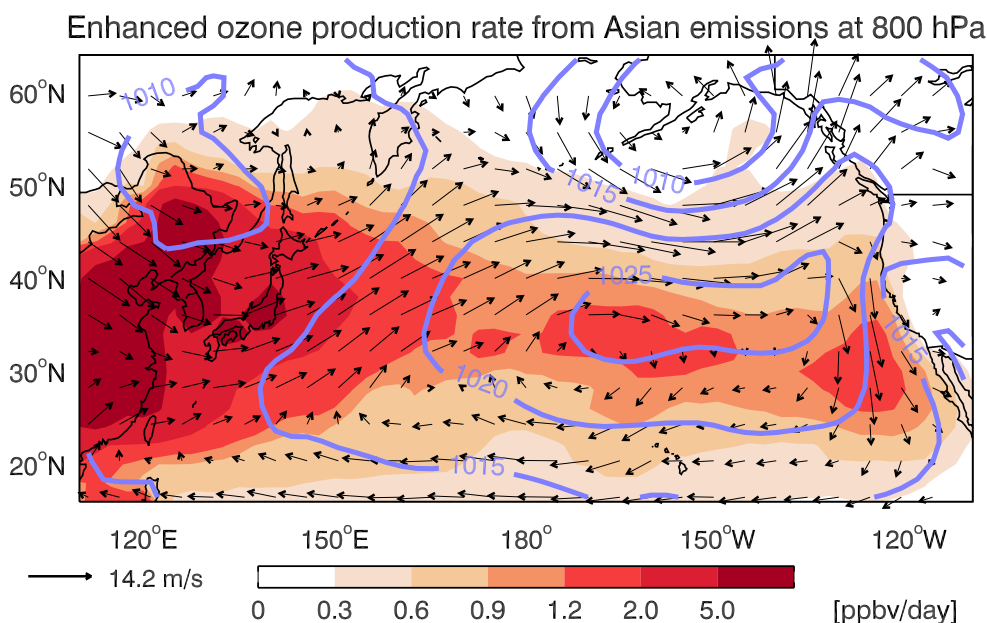 Enhanced ozone production rate from Asian emissions at 800 hPa
60°N
1010
50°N
1015
1010
40°N
1025
1015
30°N
1020
20°N
1015
120°E 150°E 180° 150°W 120°W
14.2 m/s
0 0.3 0.6 0.9 1.2 2.0 5.0 [ppbv/day]